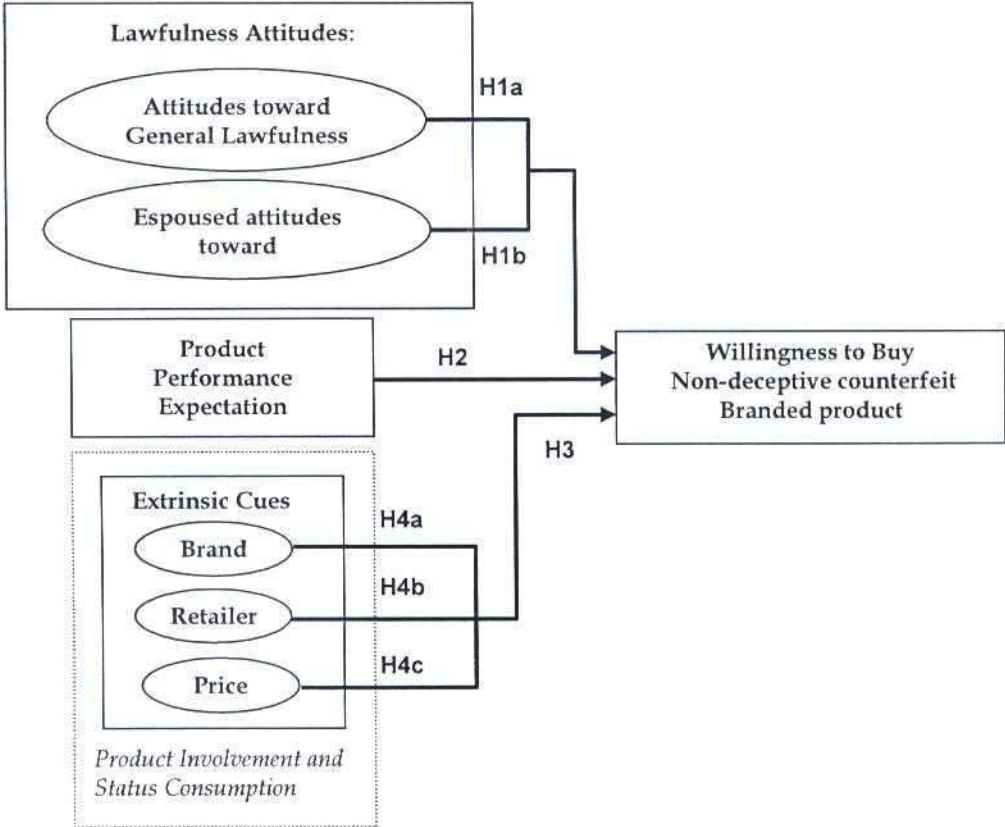 Lawfulness Attitudes:
Attitudes toward
General Lawfulness
H1a
Espoused attitudes
toward
H1b
Product
Performance
Expectation
H2
Willingness to Buy
Non-deceptive counterfeit
Branded product
H3
Extrinsic Cues
Brand
H4a
Retailer
H4b
Price
H4c
Product Involvement and
Status Consumption